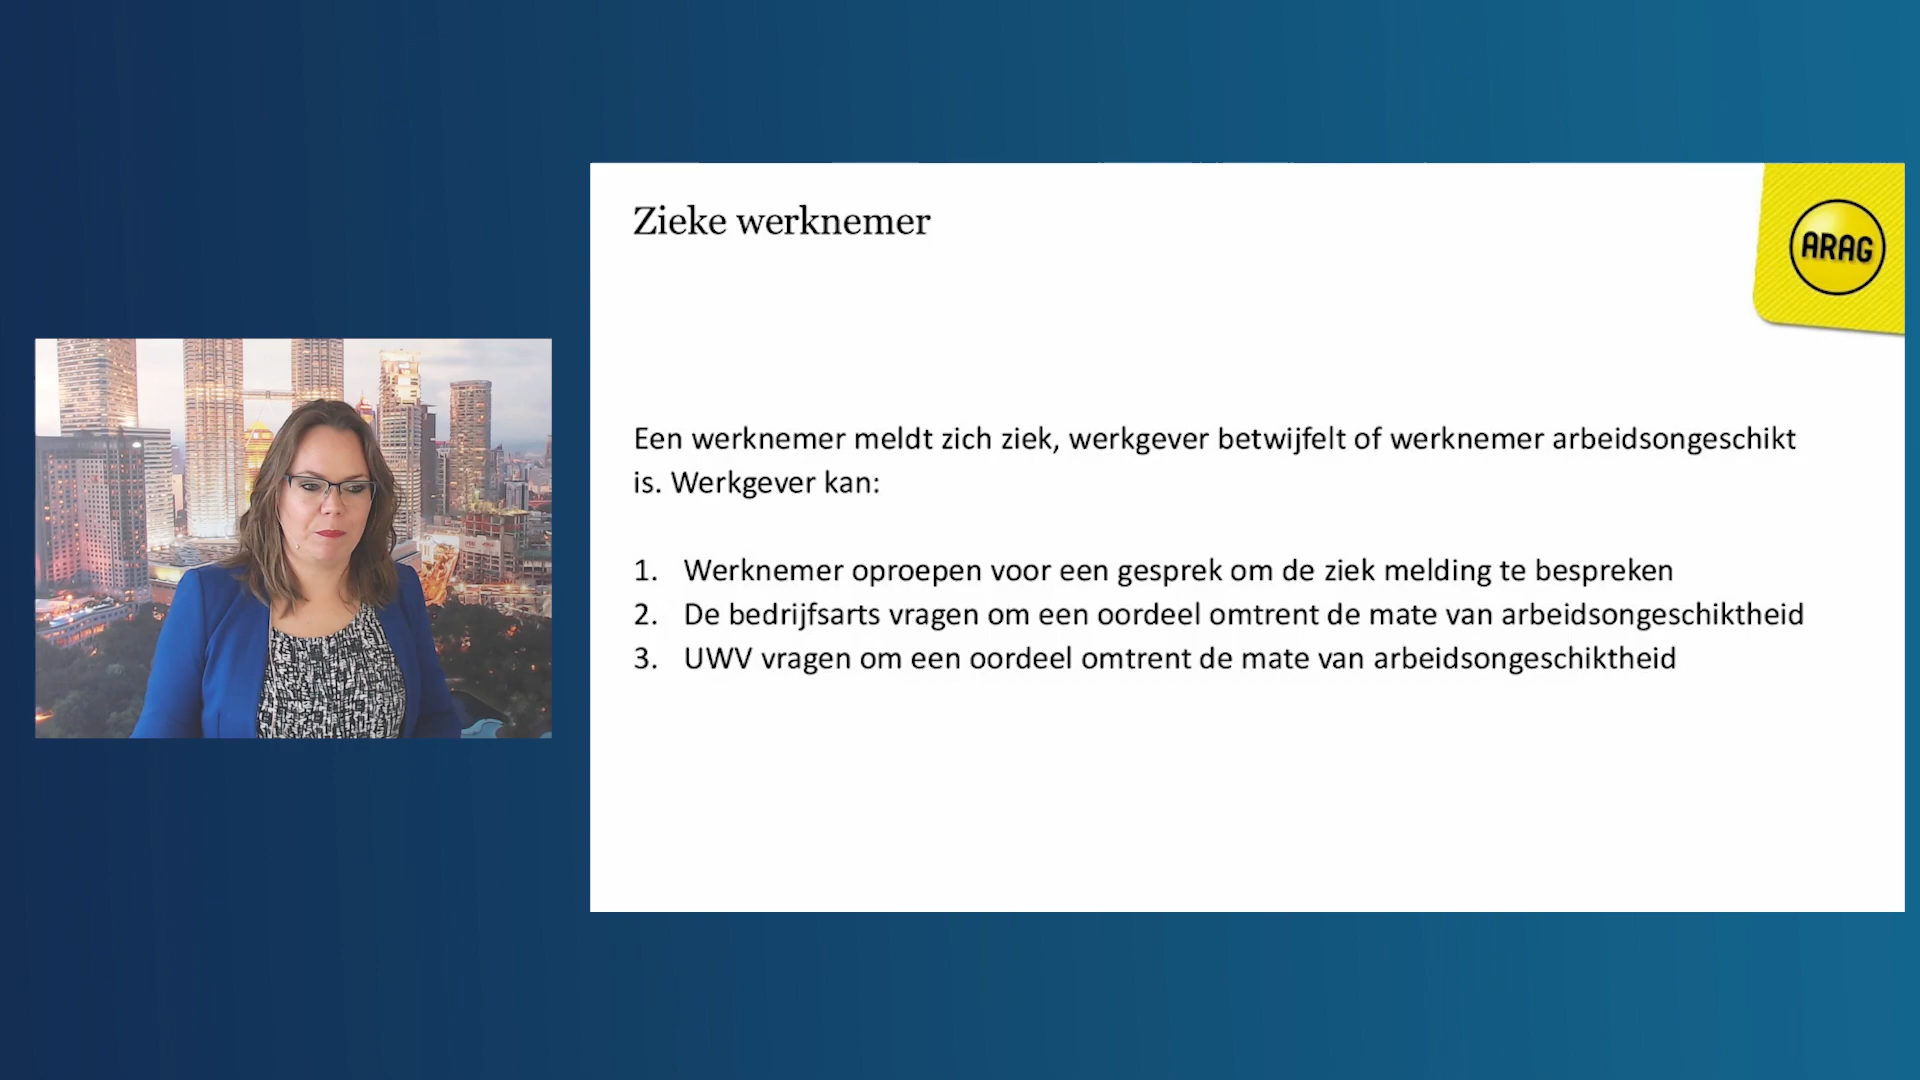 Zieke werknemer
ARAG
Een werknemer meldt zich ziek, werkgever betwijfelt of werknemer arbeidsongeschikt
is. Werkgever kan:
1. Werknemer oproepen voor een gesprek om de ziek melding te bespreken
2. De bedrijfsarts vragen om een oordeel omtrent de mate van arbeidsongeschiktheid
3. UWV vragen om een oordeel omtrent de mate van arbeidsongeschiktheid